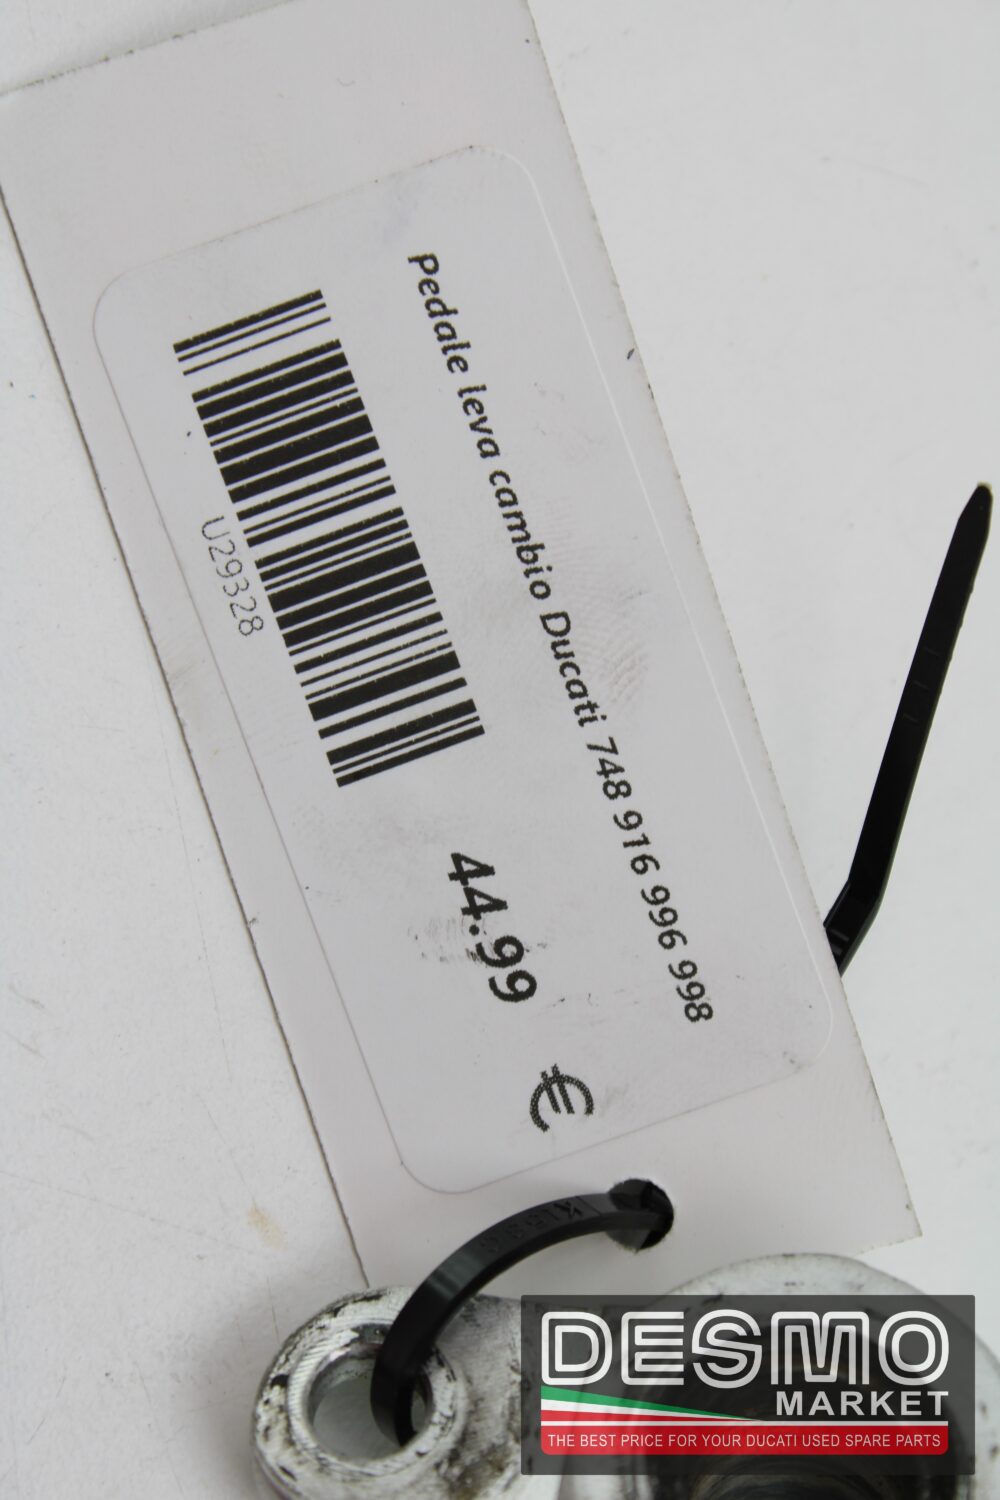 Pedale leva cambio Ducati 748 916 996 998
U29328
44.99 €
DESMO
MARKET
THE BEST PRICE FOR YOUR DUCATI USED SPARE PARTS